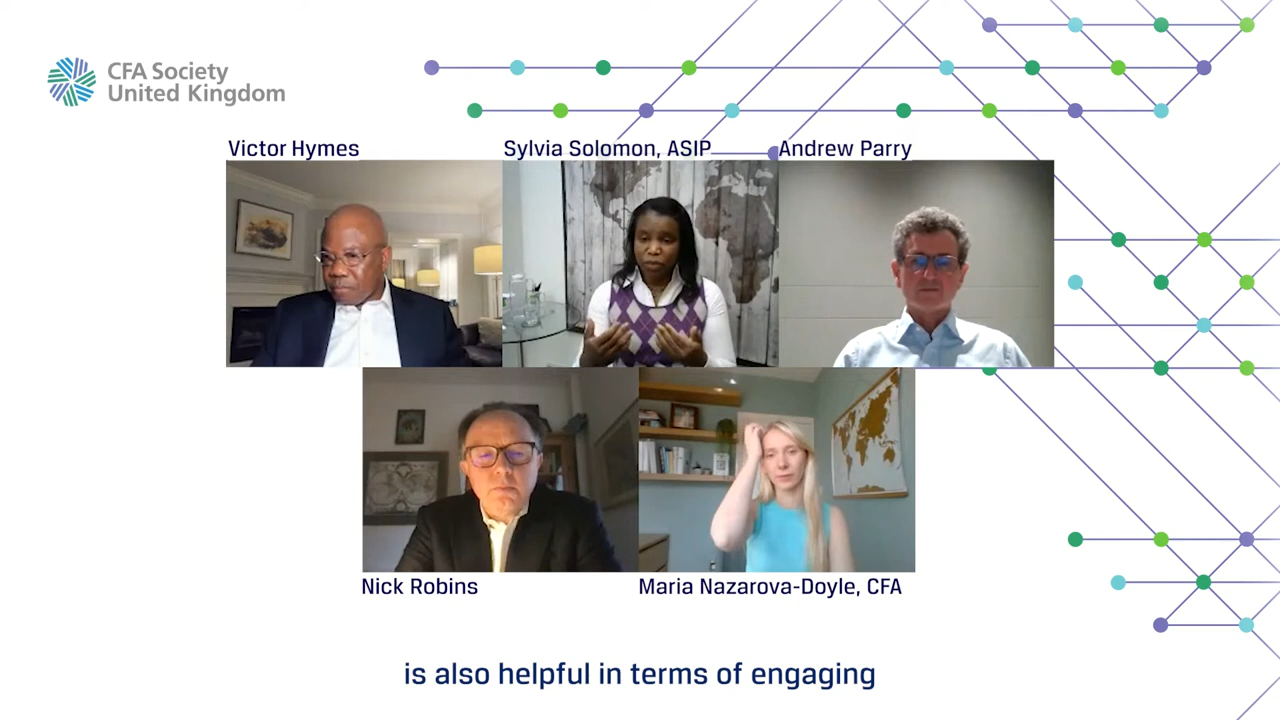 CFA Society
United Kingdom
Victor Hymes
Sylvia Solomon, ASIP
Andrew Parry
Nick Robins
Maria Nazarova-Doyle, CFA
is also helpful in terms of engaging